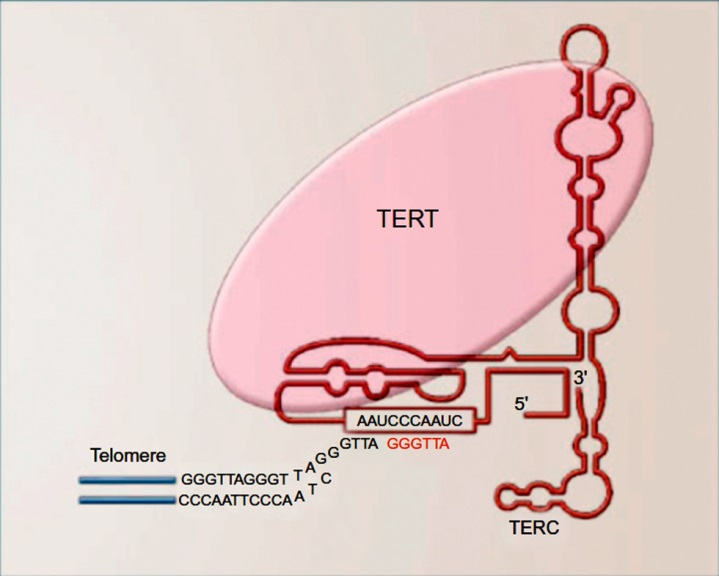 TERT
3'
5'
AAUCCCAAUC
GTTA GGGTTA
Telomere
GGGTTAGGGT TAGG
CCCAATTCCCA ATC
TERC